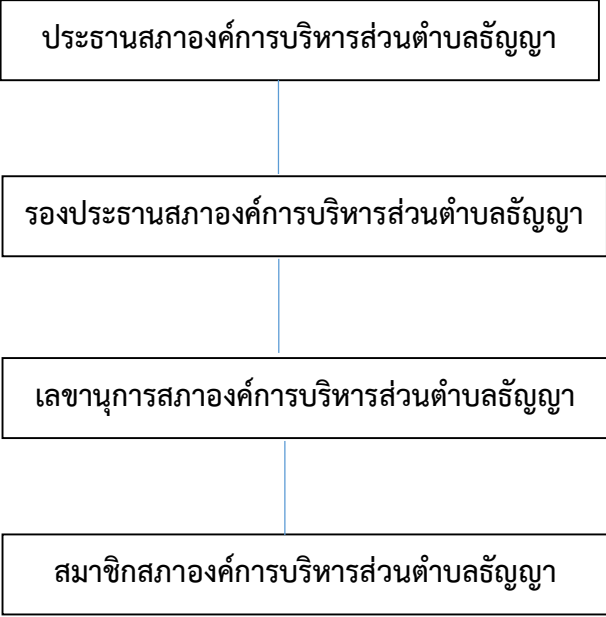 ประธานสภาองค์การบริหารส่วนตำบลธัญญา
รองประธานสภาองค์การบริหารส่วนตำบลธัญญา
เลขานุการสภาองค์การบริหารส่วนตำบลธัญญา
สมาชิกสภาองค์การบริหารส่วนตำบลธัญญา